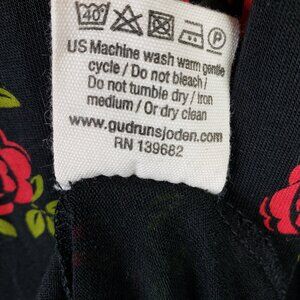 40°
P
US Machine wash warm gentle
cycle / Do not bleach /
Do not tumble dry / Iron
medium / Or dry clean
www.gudrunsjoden.com
RN 139682